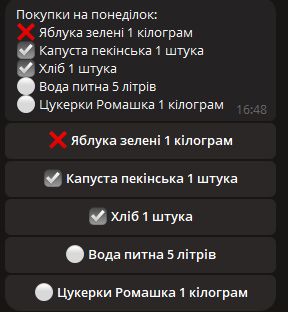 Покупки на понеділок:
❌ Яблука зелені 1 кілограм
☑️ Капуста пекінська 1 штука
☑️ Хліб 1 штука
⚪ Вода питна 5 літрів
⚪ Цукерки Ромашка 1 кілограм 16:48
❌ Яблука зелені 1 кілограм
☑️ Капуста пекінська 1 штука
☑️ Хліб 1 штука
⚪ Вода питна 5 літрів
⚪ Цукерки Ромашка 1 кілограм